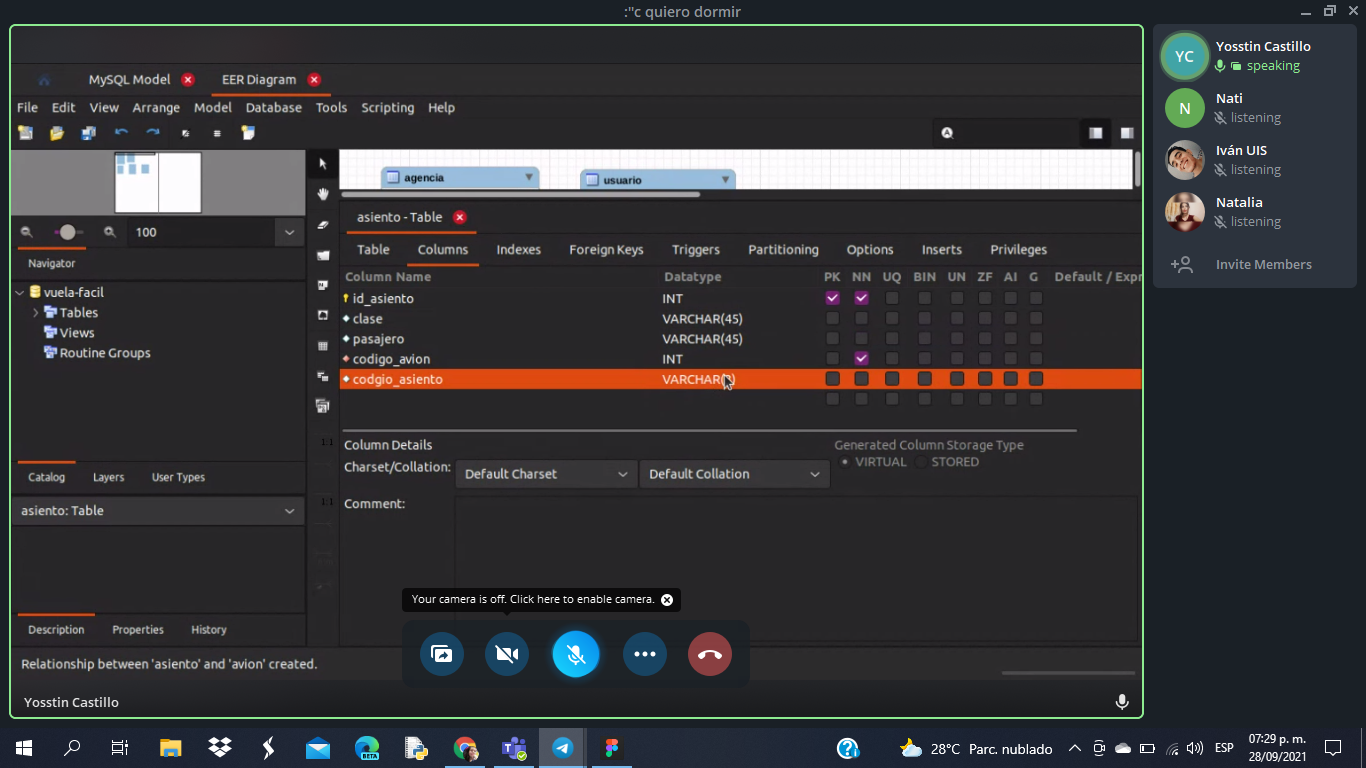 :"c quiero dormir
MySQL Model
EER Diagram
File Edit View Arrange Model Database Tools Scripting Help
agencia
usuario
100
Navigator
vuela-facil
Tables
Views
Routine Groups
Catalog Layers User Types
asiento: Table
Description Properties History
Relationship between 'asiento' and 'avion' created.
1:1
1:1
asiento - Table
Table Columns Indexes Foreign Keys Triggers Partitioning Options Inserts Privileges
Column Name Datatype PK NN UQ BIN UN ZF AI G Default / Expr
id_asiento INT
clase VARCHAR(45)
pasajero VARCHAR(45)
codigo_avion INT
codgio_asiento
Column Details
Generated Column Storage Type
Charset/Collation: Default Charset Default Collation
VIRTUAL STORED
Comment:
Your camera is off. Click here to enable camera.
Yosstin Castillo
YC
Yosstin Castillo
speaking
N
Nati
listening
Iván UIS
listening
Natalia
listening
Invite Members
BETA
28°C Parc. nublado
ESP
07:29 p. m.
28/09/2021